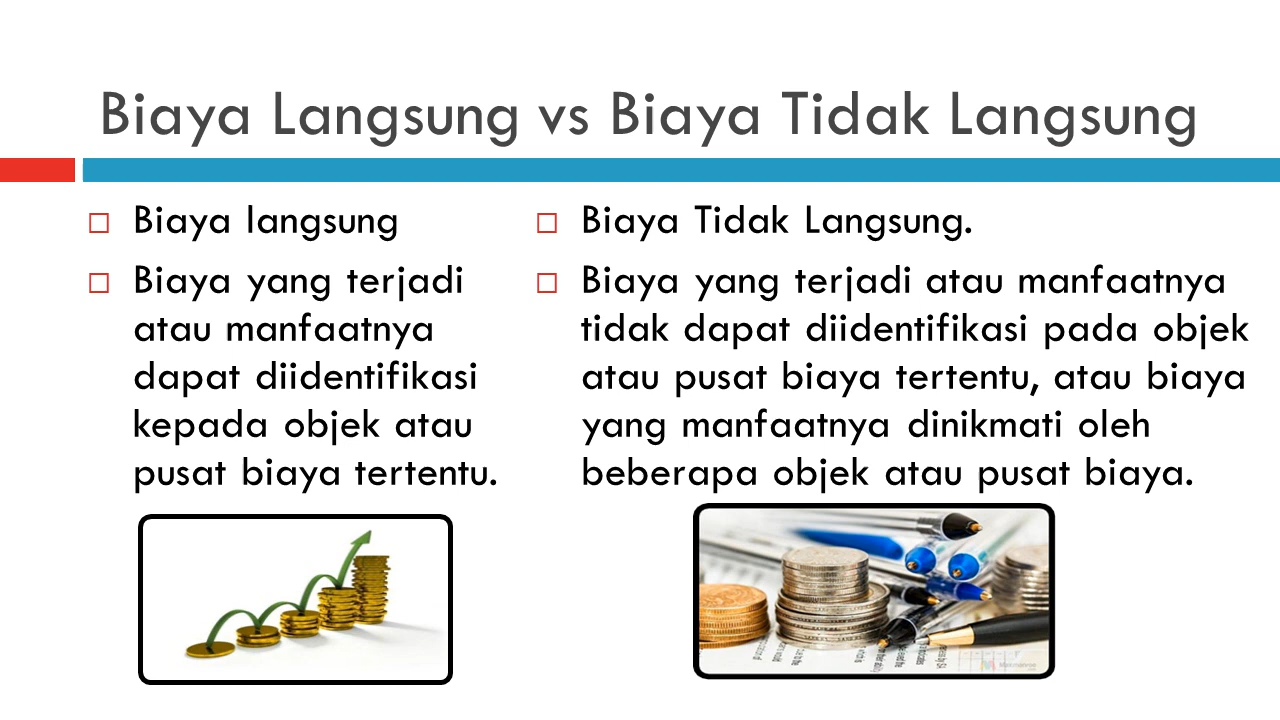 Biaya Langsung vs Biaya Tidak Langsung
Biaya langsung
Biaya yang terjadi
atau manfaatnya
dapat diidentifikasi
kepada objek atau
pusat biaya tertentu.
Biaya Tidak Langsung.
Biaya yang terjadi atau manfaatnya
tidak dapat diidentifikasi pada objek
atau pusat biaya tertentu, atau biaya
yang manfaatnya dinikmati oleh
beberapa objek atau pusat biaya.